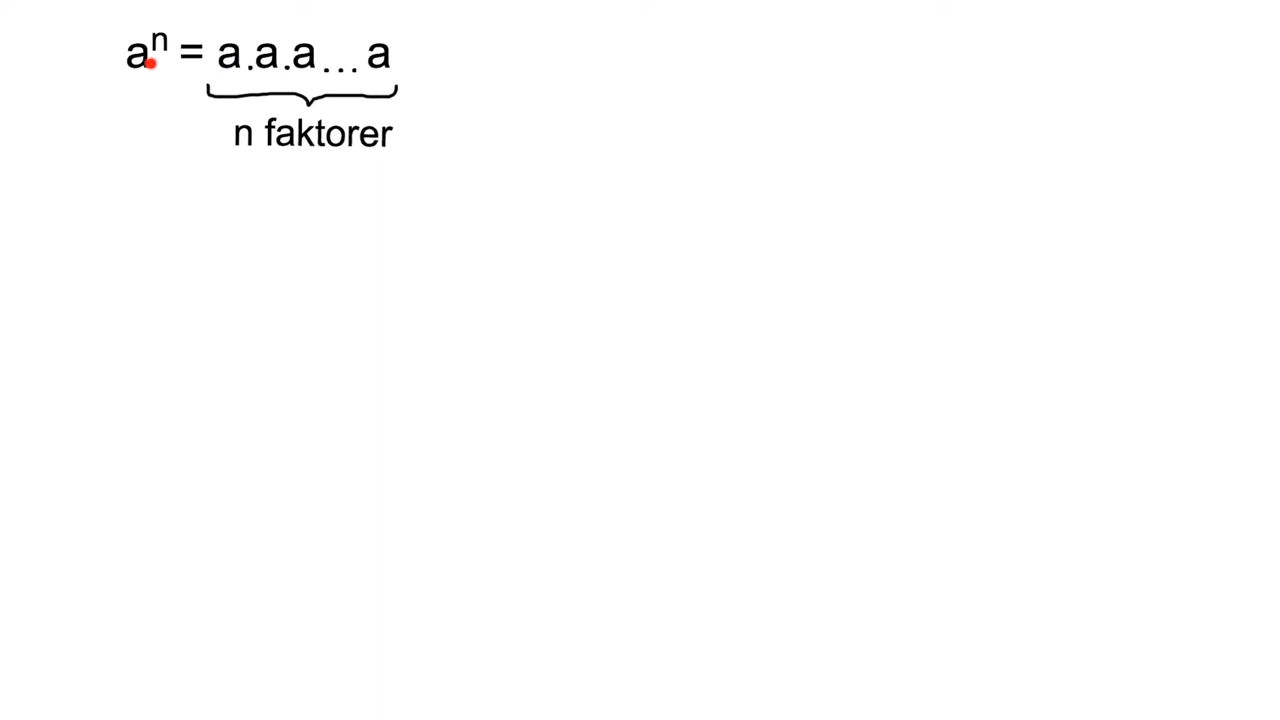 aⁿ = a.a.a...a
n faktorer